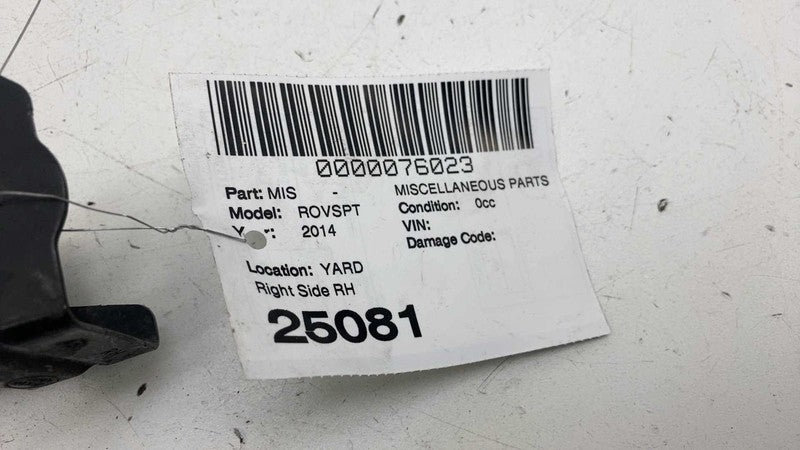 0000076023
Part: MIS - MISCELLANEOUS PARTS
Model: ROVSPT Condition: 0cc
2014 VIN:
Damage Code:
Location: YARD
Right Side RH
25081